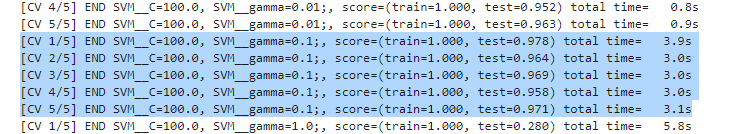 [CV 4/5] END SVM__C=100.0, SVM__gamma=0.01;, score=(train=1.000, test=0.952) total time=   0.8s
[CV 5/5] END SVM__C=100.0, SVM__gamma=0.01;, score=(train=1.000, test=0.963) total time=   0.9s
[CV 1/5] END SVM__C=100.0, SVM__gamma=0.1;, score=(train=1.000, test=0.978) total time=   3.9s
[CV 2/5] END SVM__C=100.0, SVM__gamma=0.1;, score=(train=1.000, test=0.964) total time=   3.0s
[CV 3/5] END SVM__C=100.0, SVM__gamma=0.1;, score=(train=1.000, test=0.969) total time=   3.0s
[CV 4/5] END SVM__C=100.0, SVM__gamma=0.1;, score=(train=1.000, test=0.958) total time=   3.0s
[CV 5/5] END SVM__C=100.0, SVM__gamma=0.1;, score=(train=1.000, test=0.971) total time=   3.1s
[CV 1/5] END SVM__C=100.0, SVM__gamma=1.0;, score=(train=1.000, test=0.280) total time=   5.8s